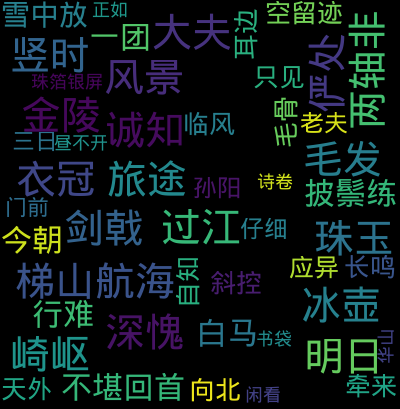 雪中放
正如
空留迹
一团
大夫
耳边
竖时
俨处
两轴非
风景
只见
珠箔银屏
金陵
诚知
临风
毛骨
老夫
三日
昼不开
毛发
衣冠
旅途
孙阳
诗卷
披鬃练
门前
剑戟
过江
仔细
珠玉
今朝
梯山航海
自知
斜控
应异
长鸣
冰壶
行难
深愧
白马
书袋
华山
崎岖
明日
天外
不堪回首
向北
闲看
牵来